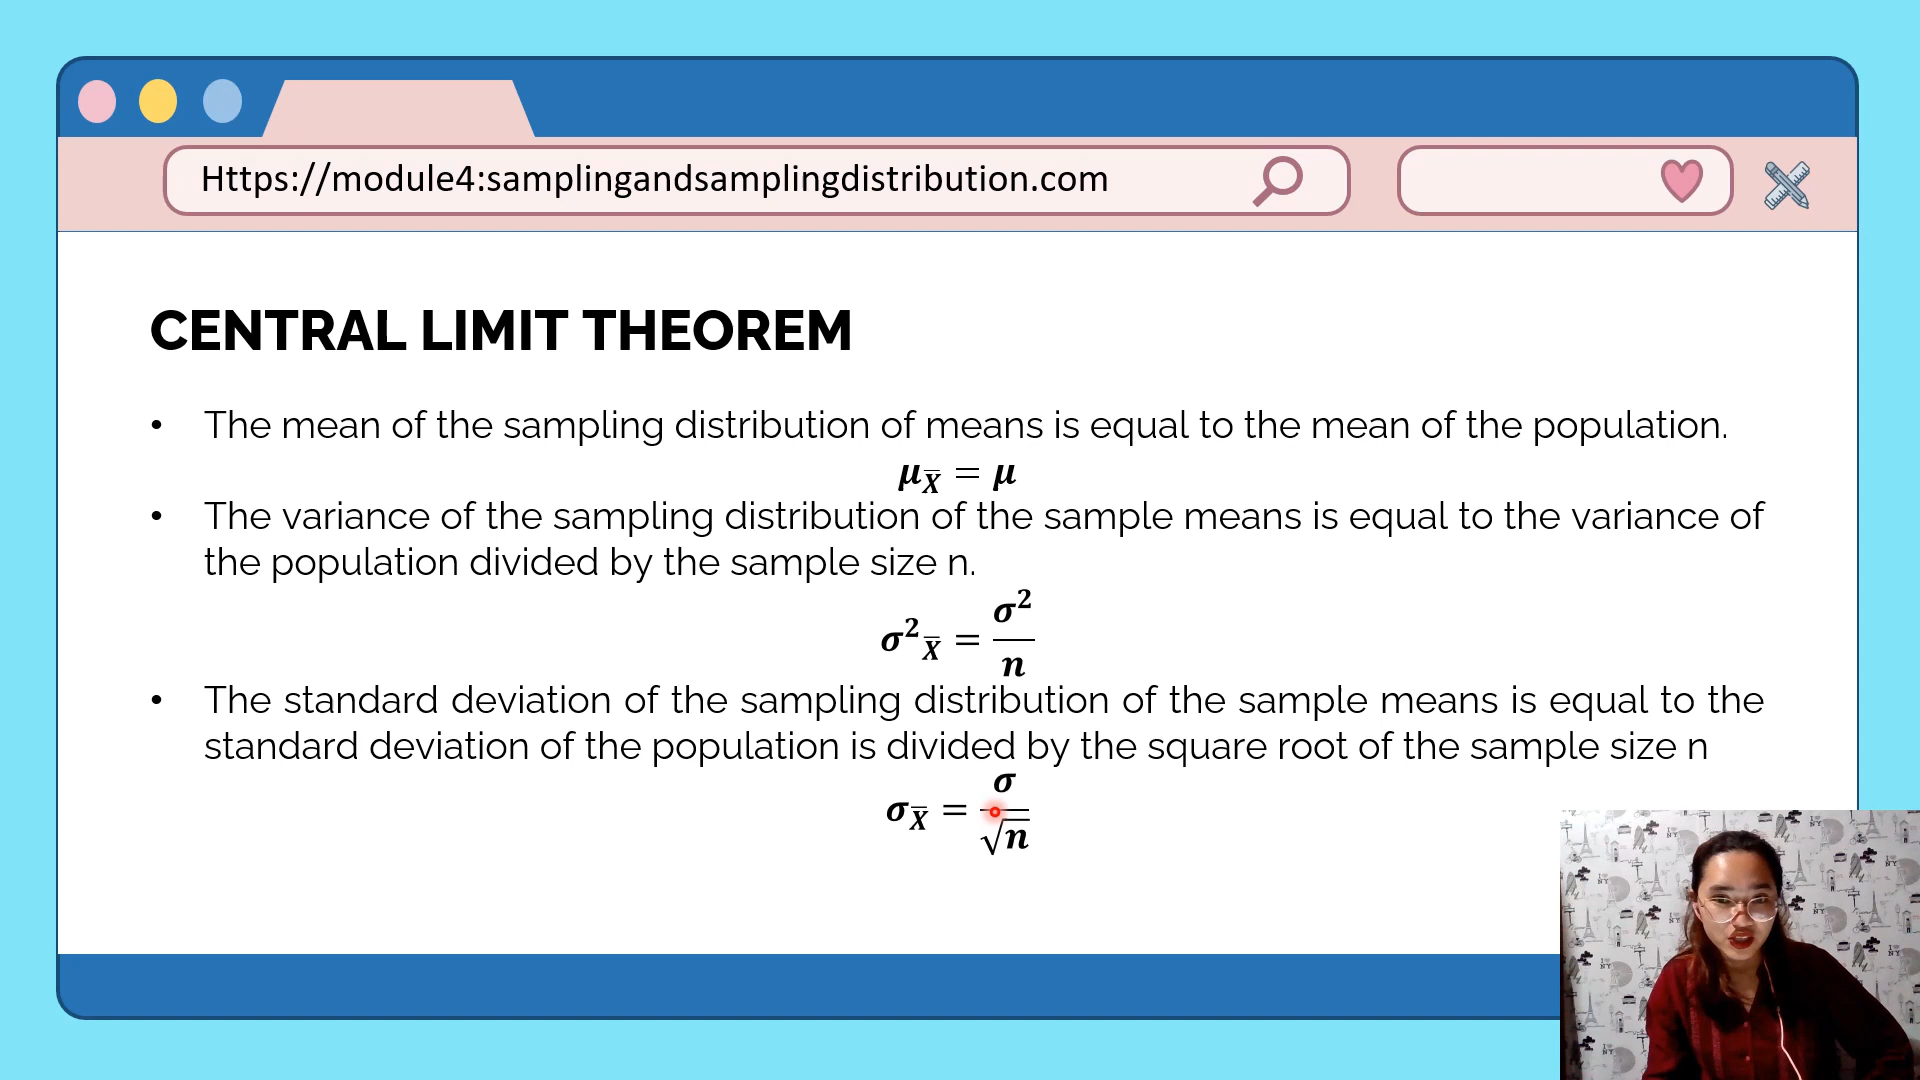 Https://module4:samplingandsamplingdistribution.com
CENTRAL LIMIT THEOREM
• The mean of the sampling distribution of means is equal to the mean of the population.
μ_X̅ = μ
• The variance of the sampling distribution of the sample means is equal to the variance of
the population divided by the sample size n.
σ²_X̅ = σ²/n
• The standard deviation of the sampling distribution of the sample means is equal to the
standard deviation of the population is divided by the square root of the sample size n
σ_X̅ = σ/√n